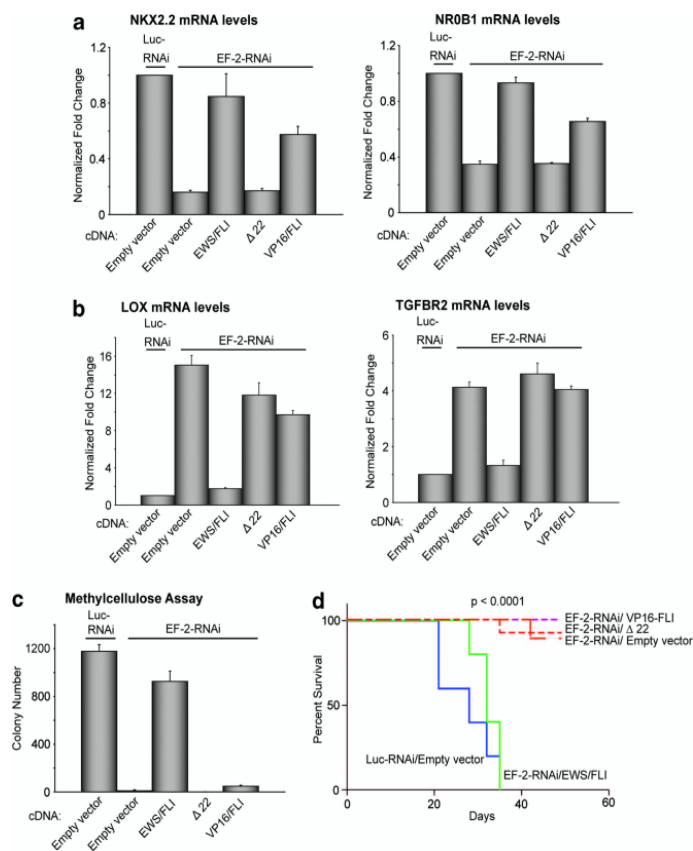 a
NKX2.2 mRNA levels
Luc-
RNAi
EF-2-RNAi
Normalized Fold Change
1.2
0.8
0.4
0
cDNA:
Empty vector
Empty vector
EWS/FLI
Δ 22
VP16/FLI
NR0B1 mRNA levels
Luc-
RNAi
EF-2-RNAi
Normalized Fold Change
1.2
0.8
0.4
0
cDNA:
Empty vector
Empty vector
EWS/FLI
Δ 22
VP16/FLI
b
LOX mRNA levels
Luc-
RNAi
EF-2-RNAi
Normalized Fold Change
16
12
8
4
0
cDNA:
Empty vector
Empty vector
EWS/FLI
Δ 22
VP16/FLI
TGFBR2 mRNA levels
Luc-
RNAi
EF-2-RNAi
Normalized Fold Change
6
4
2
0
cDNA:
Empty vector
Empty vector
EWS/FLI
Δ 22
VP16/FLI
c
Methylcellulose Assay
Luc-
RNAi
EF-2-RNAi
Colony Number
1200
800
400
0
cDNA:
Empty vector
Empty vector
EWS/FLI
Δ 22
VP16/FLI
d
p < 0.0001
EF-2-RNAi/ VP16-FLI
EF-2-RNAi/ Δ 22
EF-2-RNAi/ Empty vector
Percent Survival
100
50
0
Luc-RNAi/Empty vector
EF-2-RNAi/EWS/FLI
0
20
40
60
Days